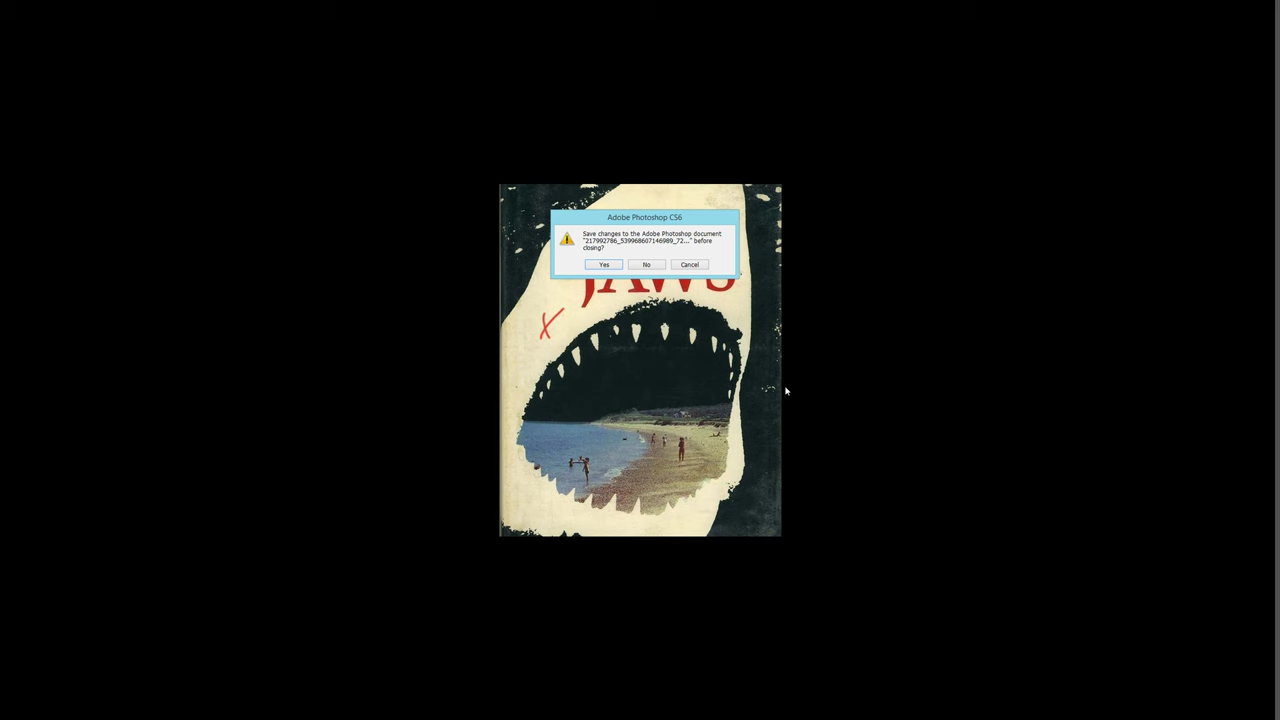 Adobe Photoshop CS6
Save changes to the Adobe Photoshop document
"217992786_539968607146989_72..." before
closing?
Yes
No
Cancel
JAWS